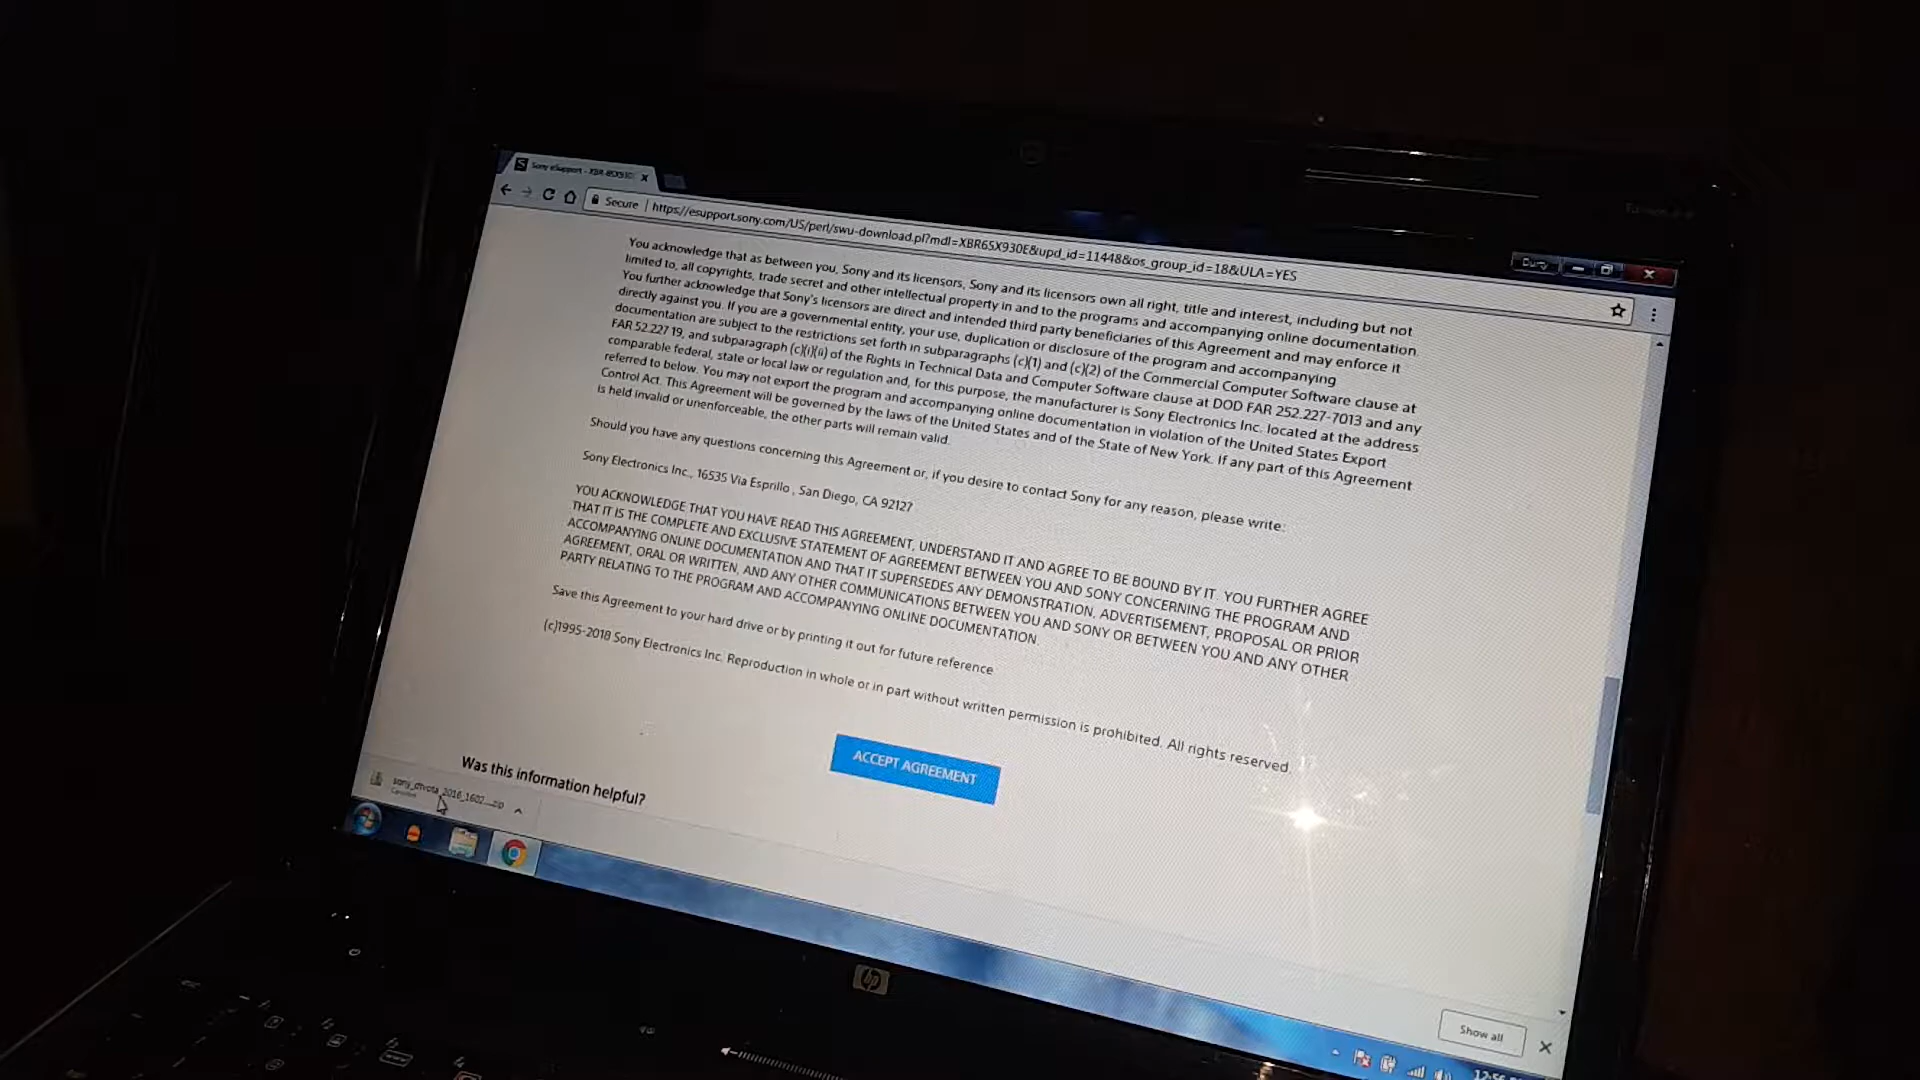 Sony eSupport - XBR-65X930
Secure | https://esupport.sony.com/US/perl/swu-download.pl?mdl=XBR65X930E&upd_id=11448&os_group_id=18&ULA=YES
You acknowledge that as between you, Sony and its licensors, Sony and its licensors own all right, title and interest, including but not
limited to, all copyrights, trade secret and other intellectual property in and to the programs and accompanying online documentation.
You further acknowledge that Sony's licensors are direct and intended third party beneficiaries of this Agreement and may enforce it
directly against you. If you are a governmental entity, your use, duplication or disclosure of the program and accompanying
documentation are subject to the restrictions set forth in subparagraphs (c)(1) and (c)(2) of the Commercial Computer Software clause at
FAR 52.227 19, and subparagraph (c)(i)(ii) of the Rights in Technical Data and Computer Software clause at DOD FAR 252.227-7013 and any
comparable federal, state or local law or regulation and, for this purpose, the manufacturer is Sony Electronics Inc. located at the address
referred to below. You may not export the program and accompanying online documentation in violation of the United States Export
Control Act. This Agreement will be governed by the laws of the United States and of the State of New York. If any part of this Agreement
is held invalid or unenforceable, the other parts will remain valid.
Should you have any questions concerning this Agreement or, if you desire to contact Sony for any reason, please write:
Sony Electronics Inc., 16535 Via Esprillo , San Diego, CA 92127
YOU ACKNOWLEDGE THAT YOU HAVE READ THIS AGREEMENT, UNDERSTAND IT AND AGREE TO BE BOUND BY IT. YOU FURTHER AGREE
THAT IT IS THE COMPLETE AND EXCLUSIVE STATEMENT OF AGREEMENT BETWEEN YOU AND SONY CONCERNING THE PROGRAM AND
ACCOMPANYING ONLINE DOCUMENTATION AND THAT IT SUPERSEDES ANY DEMONSTRATION, ADVERTISEMENT, PROPOSAL OR PRIOR
AGREEMENT, ORAL OR WRITTEN, AND ANY OTHER COMMUNICATIONS BETWEEN YOU AND SONY OR BETWEEN YOU AND ANY OTHER
PARTY RELATING TO THE PROGRAM AND ACCOMPANYING ONLINE DOCUMENTATION.
Save this Agreement to your hard drive or by printing it out for future reference
(c)1995-2018 Sony Electronics Inc. Reproduction in whole or in part without written permission is prohibited. All rights reserved.
ACCEPT AGREEMENT
Was this information helpful?
Show all
hp